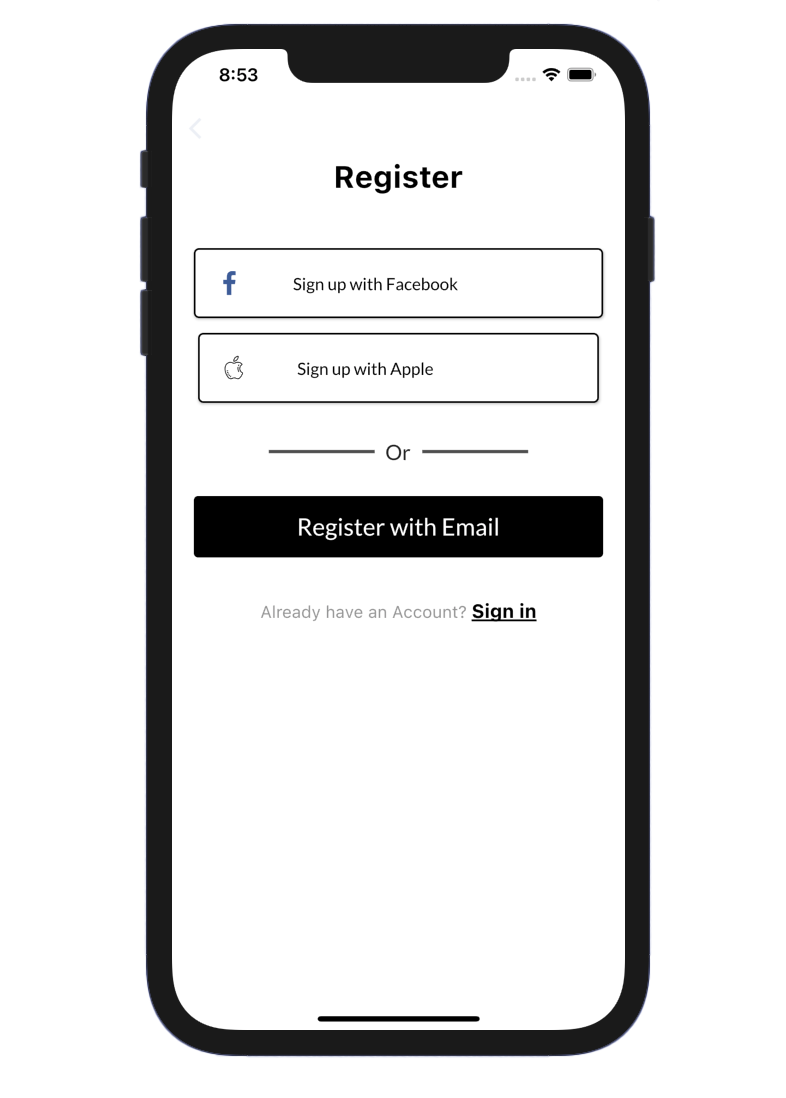 8:53
Register
Sign up with Facebook
Sign up with Apple
Or
Register with Email
Already have an Account? Sign in